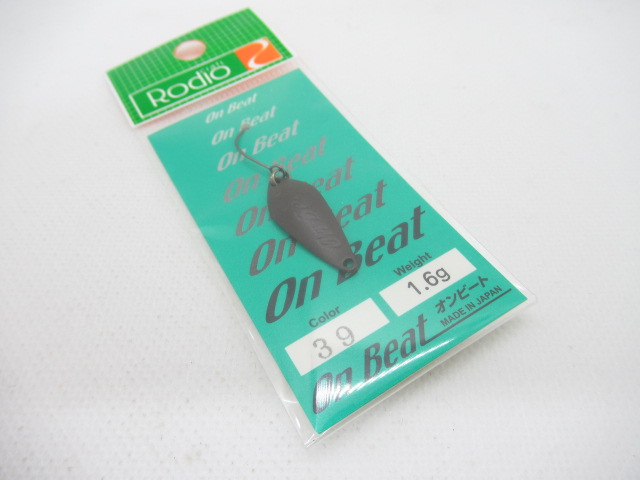 Rodio
On Beat
On Beat
On Beat
On Beat
On Beat
On Beat
On Beat
Color
39
Weight
1.6g
On Beat
オンビート
MADE IN JAPAN